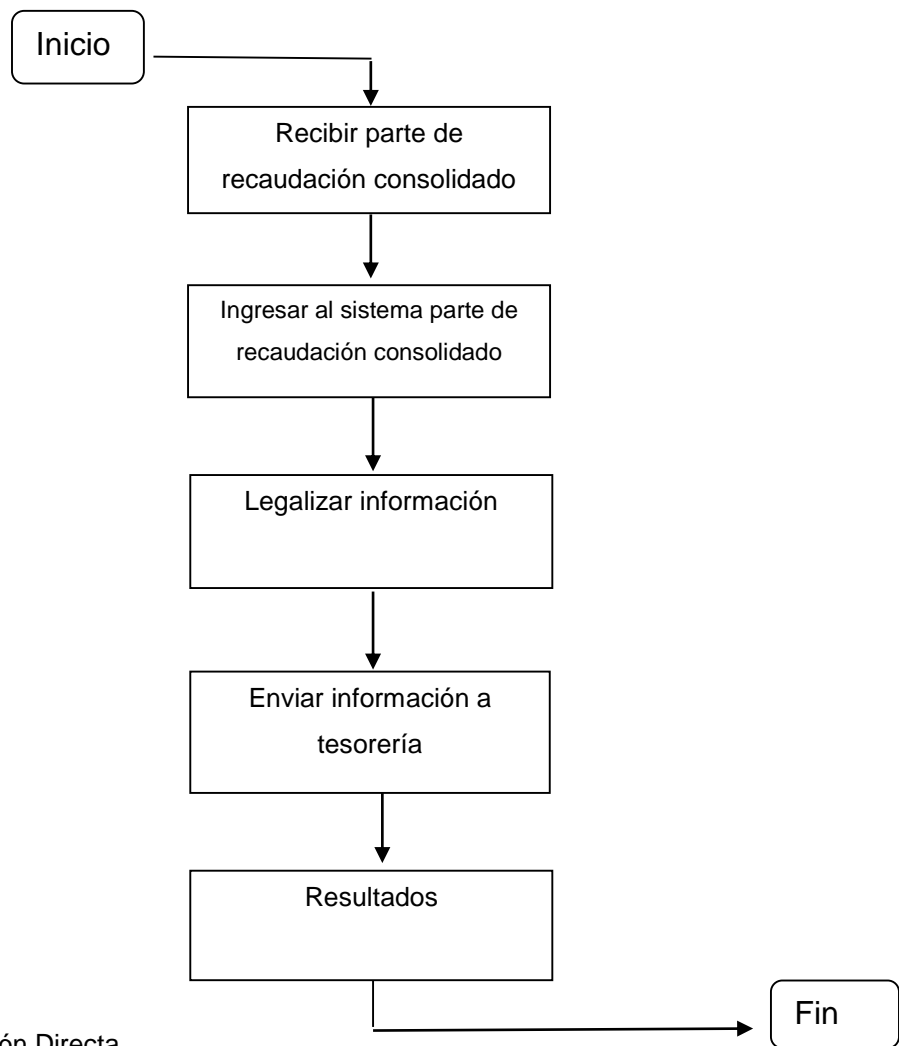 Inicio
Recibir parte de
recaudación consolidado
Ingresar al sistema parte de
recaudación consolidado
Legalizar información
Enviar información a
tesorería
Resultados
Fin
ón Directa